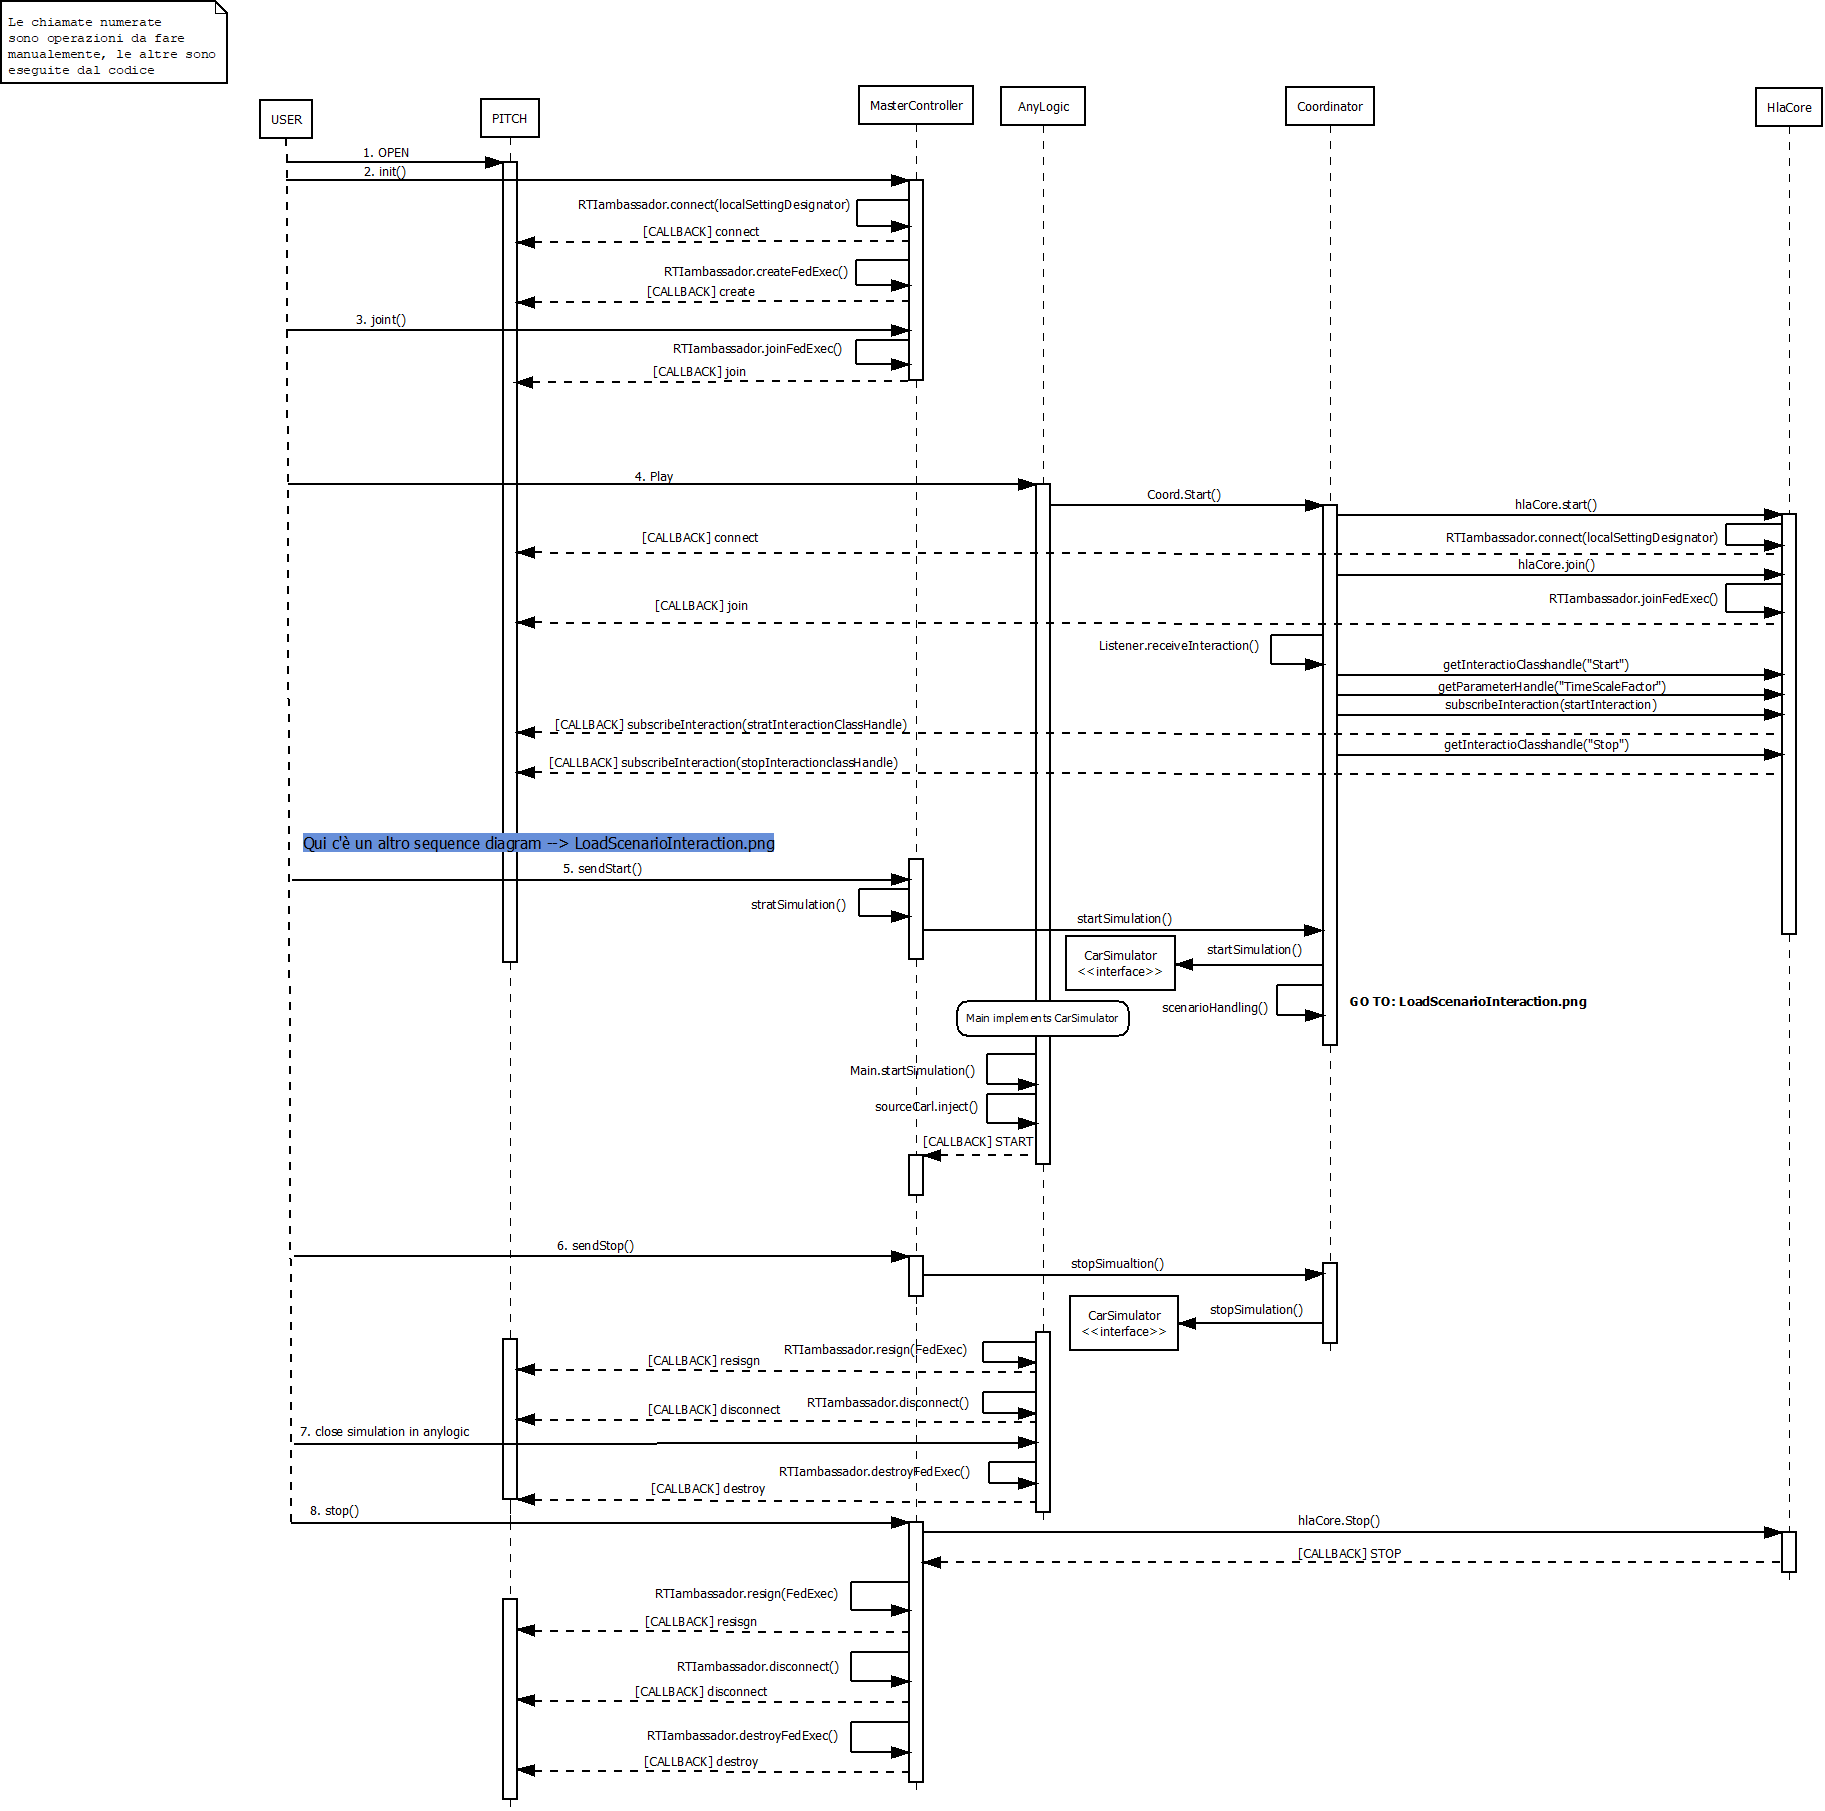 Le chiamate numerate
sono operazioni da fare
manualemente, le altre sono
eseguite dal codice
USER
PITCH
MasterController
AnyLogic
Coordinator
HlaCore
1. OPEN
2. init()
RTIambassador.connect(localSettingDesignator)
[CALLBACK] connect
RTIambassador.createFedExec()
[CALLBACK] create
3. joint()
RTIambassador.joinFedExec()
[CALLBACK] join
4. Play
Coord.Start()
hlaCore.start()
[CALLBACK] connect
RTIambassador.connect(localSettingDesignator)
hlaCore.join()
RTIambassador.joinFedExec()
[CALLBACK] join
Listener.receiveInteraction()
getInteractioClasshandle("Start")
getParameterHandle("TimeScaleFactor")
subscribeInteraction(startInteraction)
[CALLBACK] subscribeInteraction(stratInteractionClassHandle)
getInteractioClasshandle("Stop")
[CALLBACK] subscribeInteraction(stopInteractionclassHandle)
Qui c'è un altro sequence diagram --> LoadScenarioInteraction.png
5. sendStart()
stratSimulation()
startSimulation()
startSimulation()
CarSimulator
<<interface>>
scenarioHandling()
GO TO: LoadScenarioInteraction.png
Main implements CarSimulator
Main.startSimulation()
sourceCarl.inject()
[CALLBACK] START
6. sendStop()
stopSimualtion()
stopSimulation()
CarSimulator
<<interface>>
RTIambassador.resign(FedExec)
[CALLBACK] resisgn
RTIambassador.disconnect()
[CALLBACK] disconnect
7. close simulation in anylogic
RTIambassador.destroyFedExec()
[CALLBACK] destroy
8. stop()
hlaCore.Stop()
[CALLBACK] STOP
RTIambassador.resign(FedExec)
[CALLBACK] resisgn
RTIambassador.disconnect()
[CALLBACK] disconnect
RTIambassador.destroyFedExec()
[CALLBACK] destroy